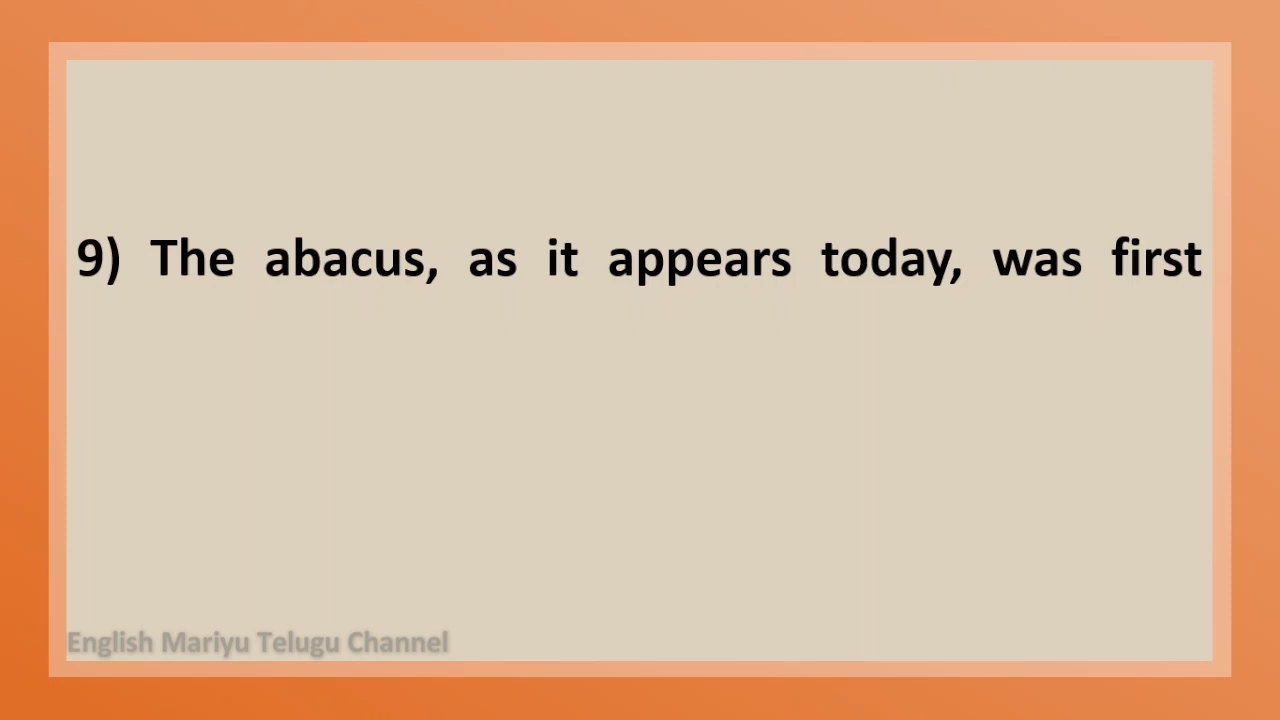 9) The abacus, as it appears today, was first
English Mariyu Telugu Channel